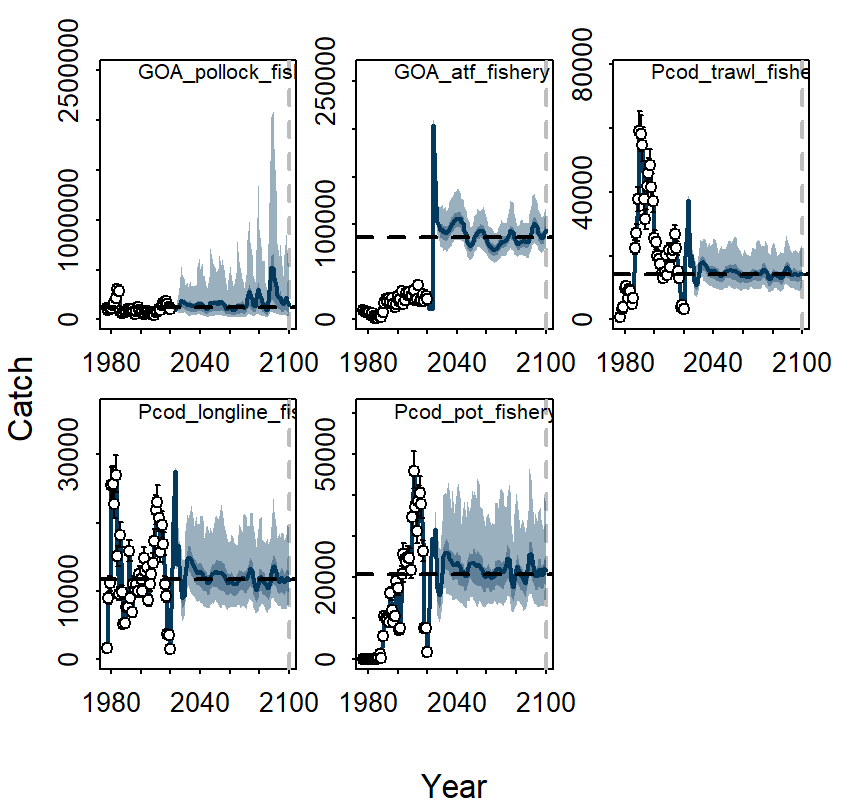 GOA_pollock_fis
GOA_atf_fishery
Pcod_trawl_fishe
0 1000000 2500000
0 100000 250000
0 40000 80000
1980 2040 2100
1980 2040 2100
1980 2040 2100
Catch
Pcod_longline_fis
Pcod_pot_fishery
0 10000 30000
0 20000 50000
1980 2040 2100
1980 2040 2100
Year